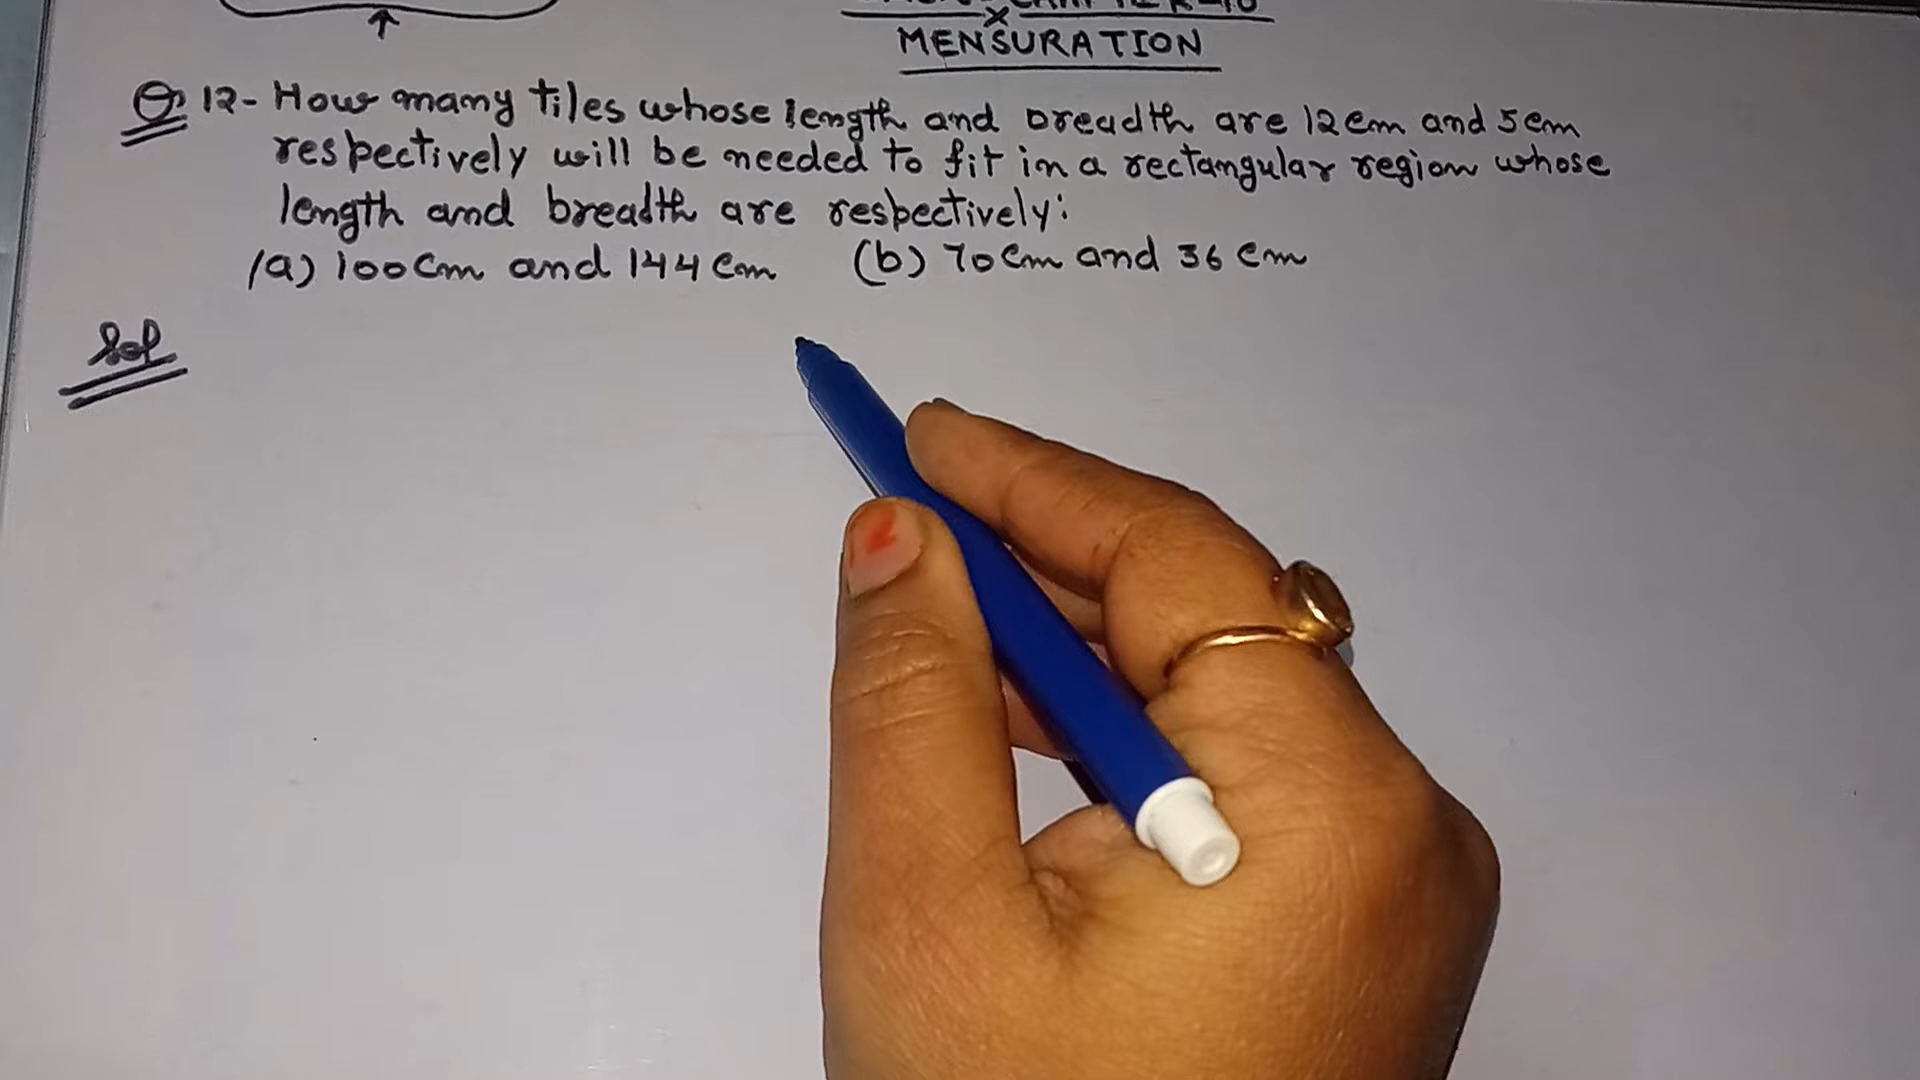 MENSURATION
Q 12- How many tiles whose length and breadth are 12cm and 5cm
respectively will be needed to fit in a rectangular region whose
length and breadth are respectively:
(a) 100cm and 144cm (b) 70cm and 36cm
Sol